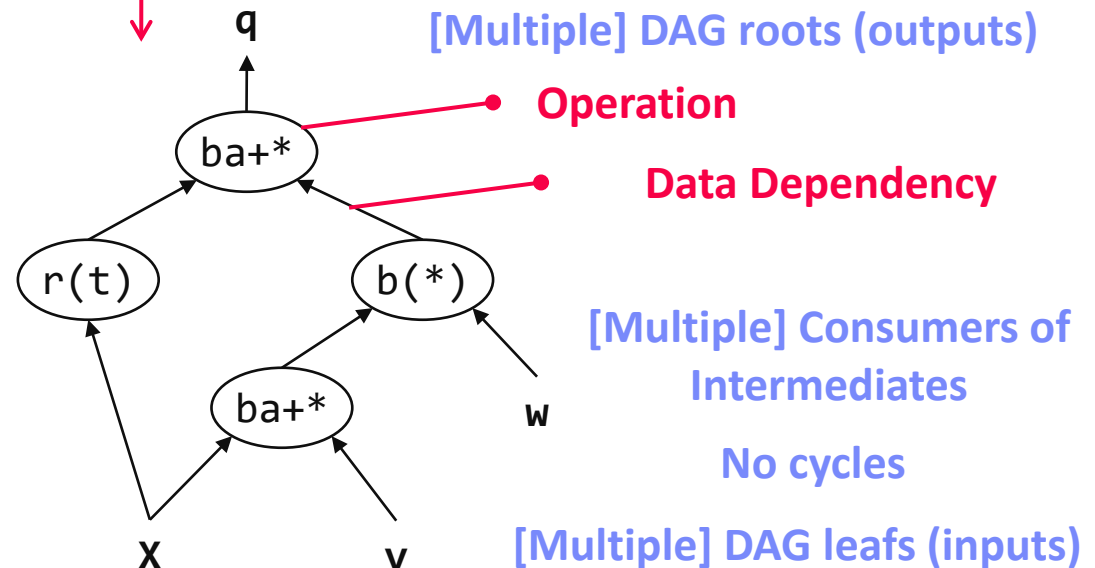 q
[Multiple] DAG roots (outputs)
Operation
ba+*
Data Dependency
r(t)
b(*)
[Multiple] Consumers of
Intermediates
ba+*
w
No cycles
X
v
[Multiple] DAG leafs (inputs)